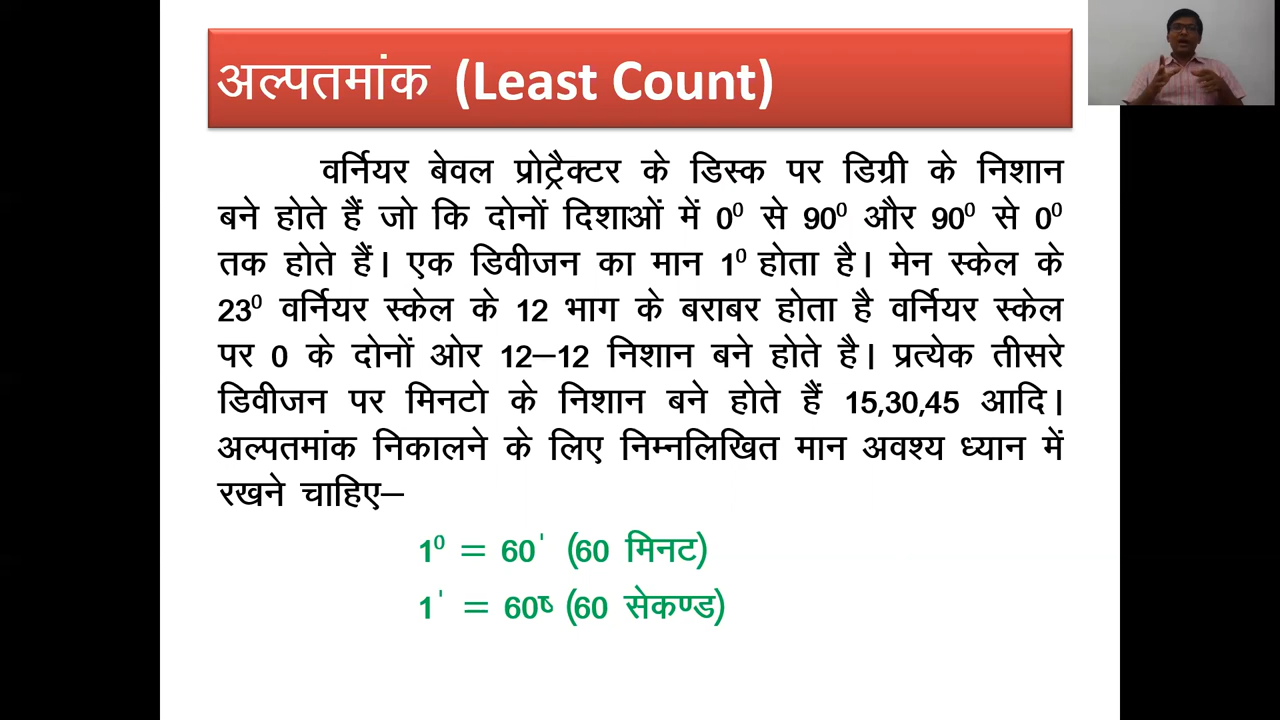 अल्पतमांक (Least Count)
वर्नियर बेवल प्रोट्रैक्टर के डिस्क पर डिग्री के निशान
बने होते हैं जो कि दोनों दिशाओं में 0⁰ से 90⁰ और 90⁰ से 0⁰
तक होते हैं। एक डिवीजन का मान 1⁰ होता है। मेन स्केल के
23⁰ वर्नियर स्केल के 12 भाग के बराबर होता है वर्नियर स्केल
पर 0 के दोनों ओर 12–12 निशान बने होते है। प्रत्येक तीसरे
डिवीजन पर मिनटो के निशान बने होते हैं 15,30,45 आदि।
अल्पतमांक निकालने के लिए निम्नलिखित मान अवश्य ध्यान में
रखने चाहिए–
1⁰ = 60' (60 मिनट)
1' = 60ष् (60 सेकण्ड)